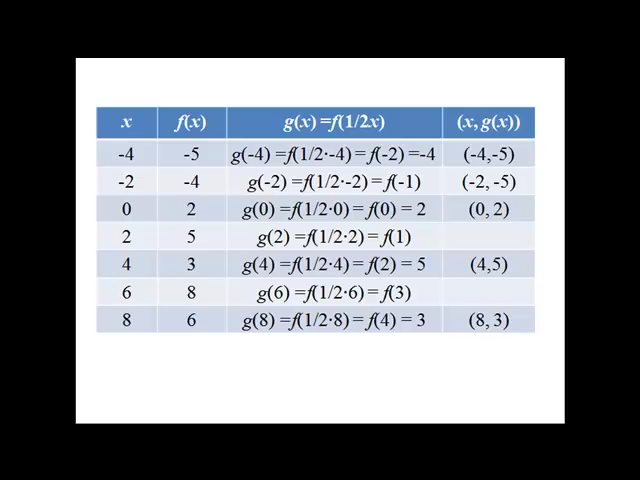 x f(x) g(x) =f(1/2x) (x, g(x))
-4 -5 g(-4) =f(1/2·-4) = f(-2) =-4 (-4,-5)
-2 -4 g(-2) =f(1/2·-2) = f(-1) (-2, -5)
0 2 g(0) =f(1/2·0) = f(0) = 2 (0, 2)
2 5 g(2) =f(1/2·2) = f(1)
4 3 g(4) =f(1/2·4) = f(2) = 5 (4,5)
6 8 g(6) =f(1/2·6) = f(3)
8 6 g(8) =f(1/2·8) = f(4) = 3 (8, 3)